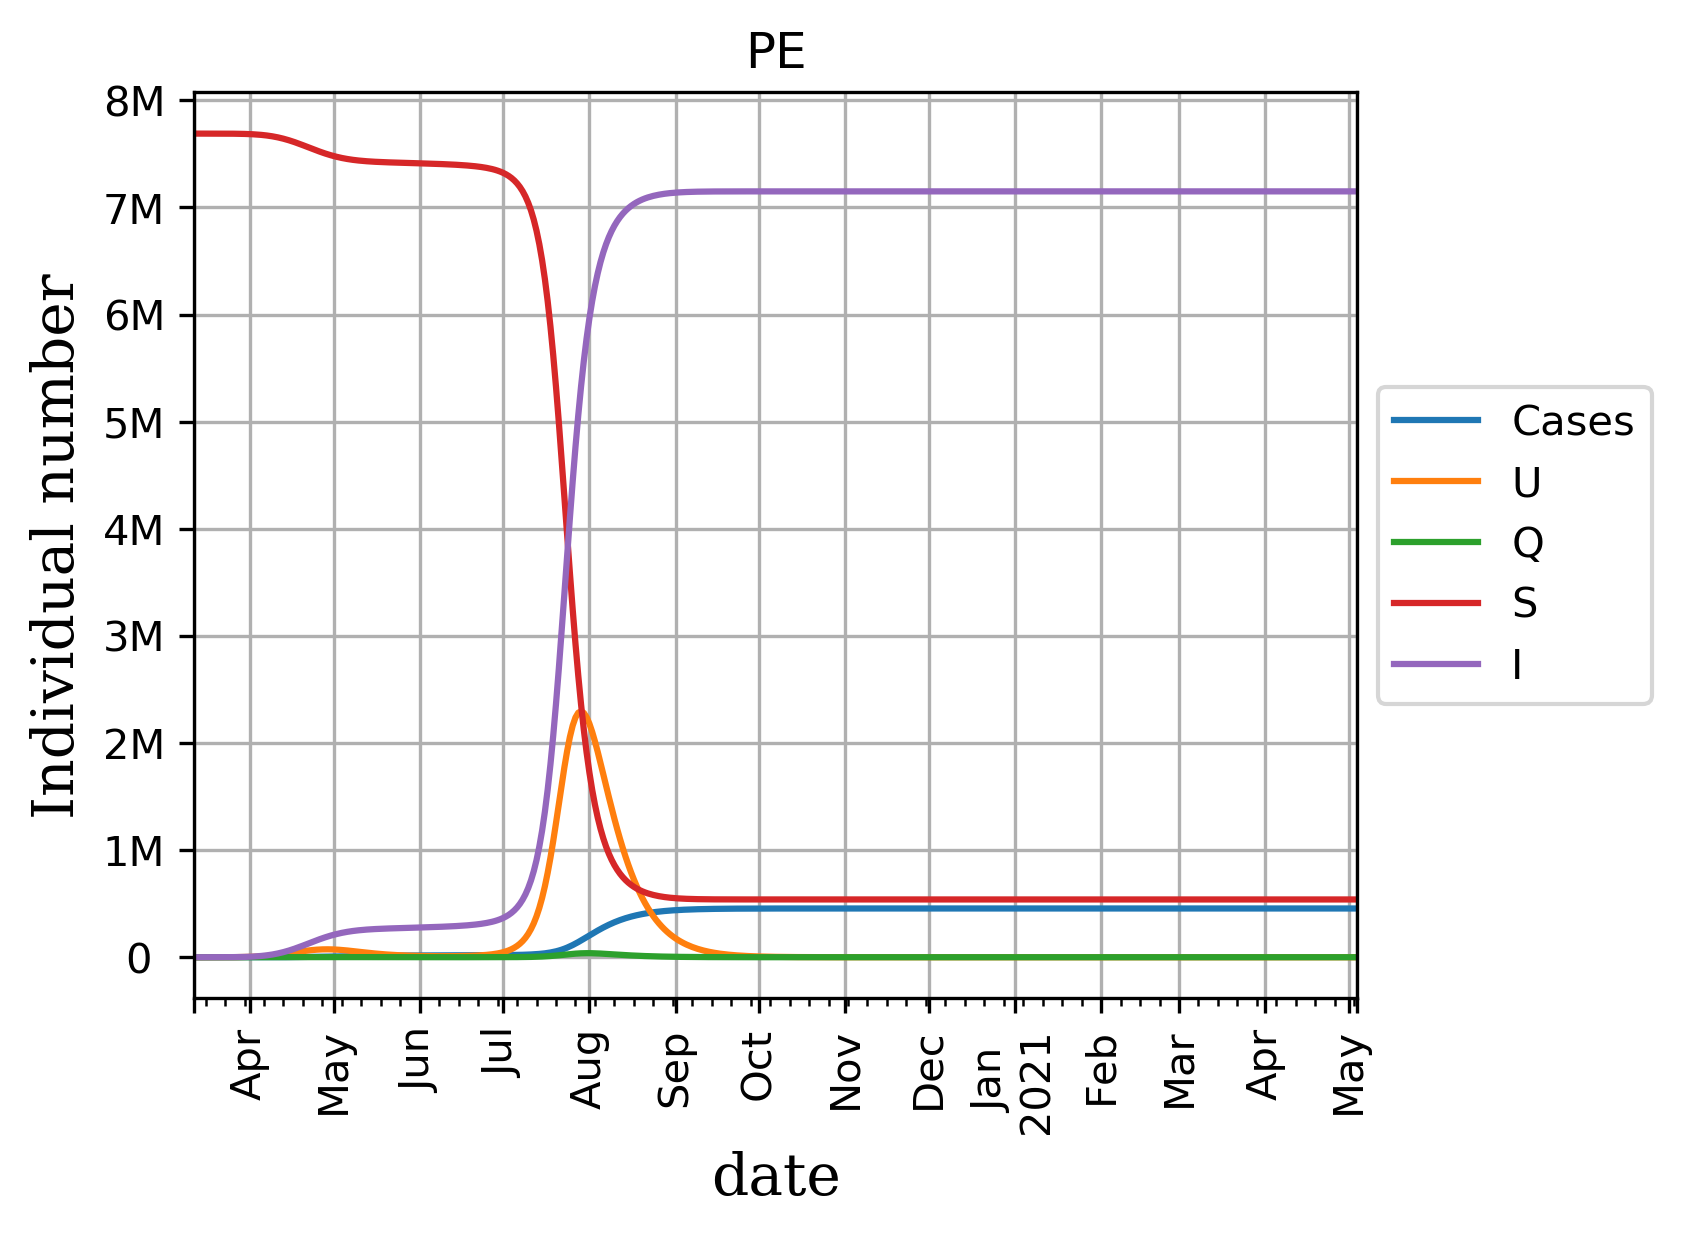 PE
8M
7M
6M
5M
4M
3M
2M
1M
0
Individual number
Apr
May
Jun
Jul
Aug
Sep
Oct
Nov
Dec
Jan
2021
Feb
Mar
Apr
May
date
Cases
U
Q
S
I